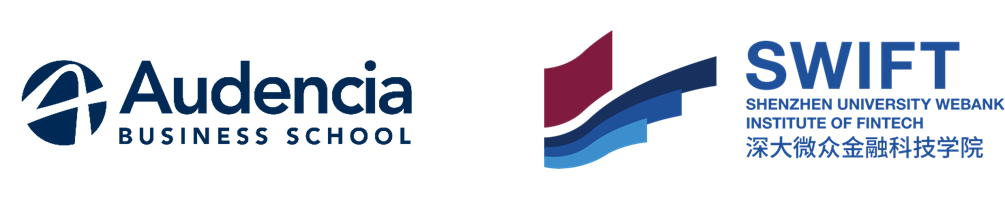 Audencia
BUSINESS SCHOOL
SWIFT
SHENZHEN UNIVERSITY WEBANK
INSTITUTE OF FINTECH
深大微众金融科技学院